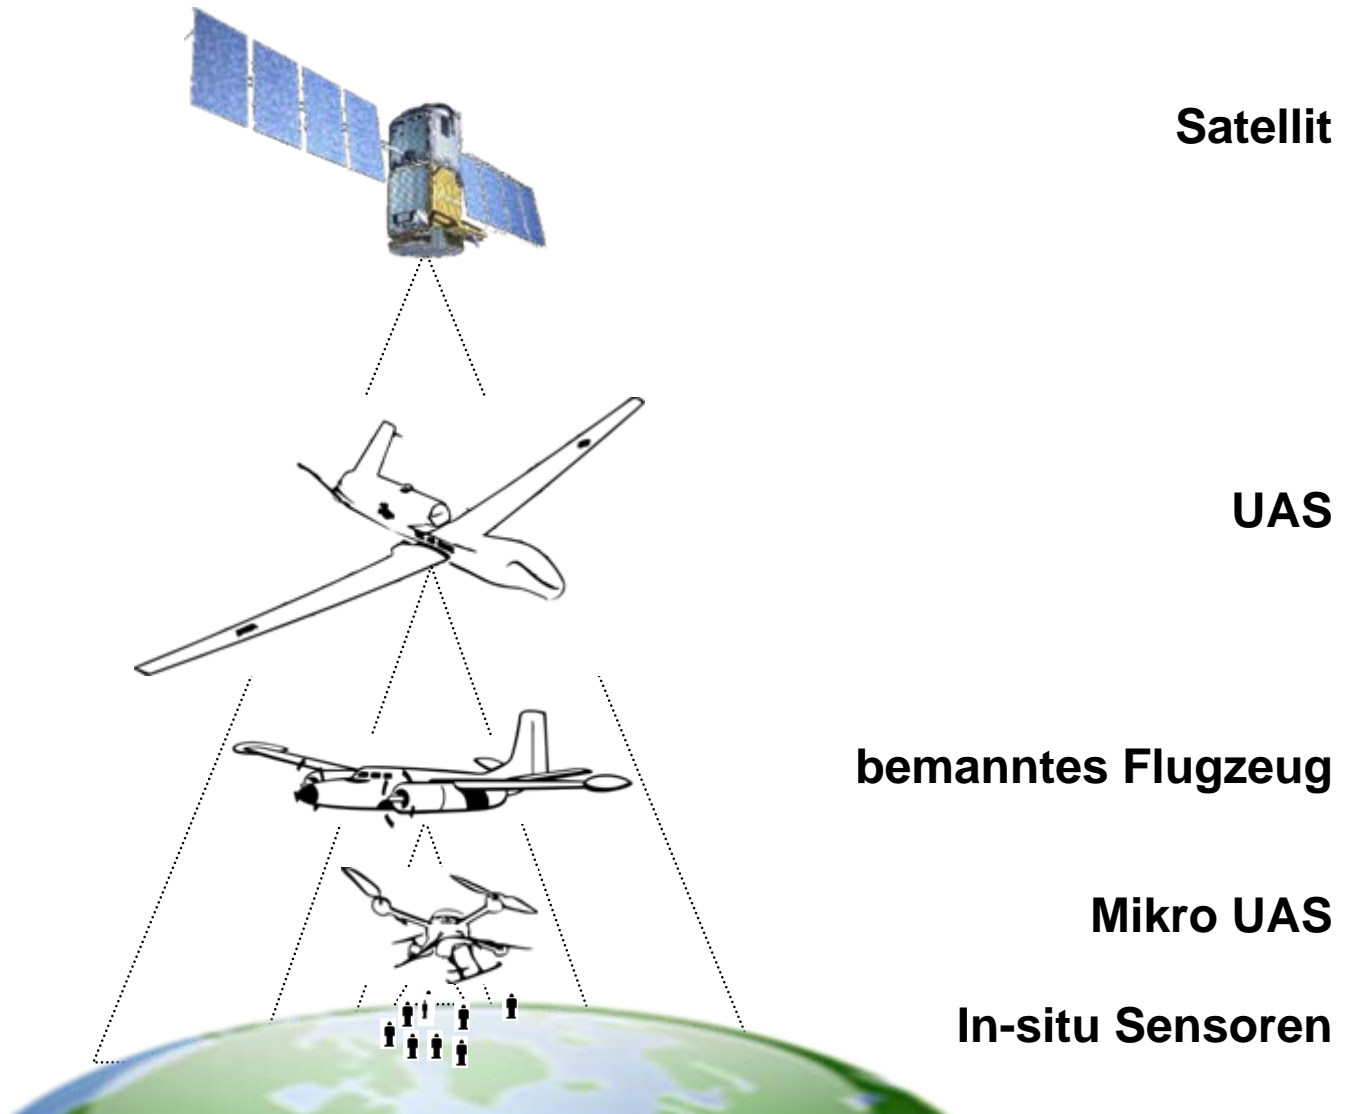 Satellit
UAS
bemanntes Flugzeug
Mikro UAS
In-situ Sensoren